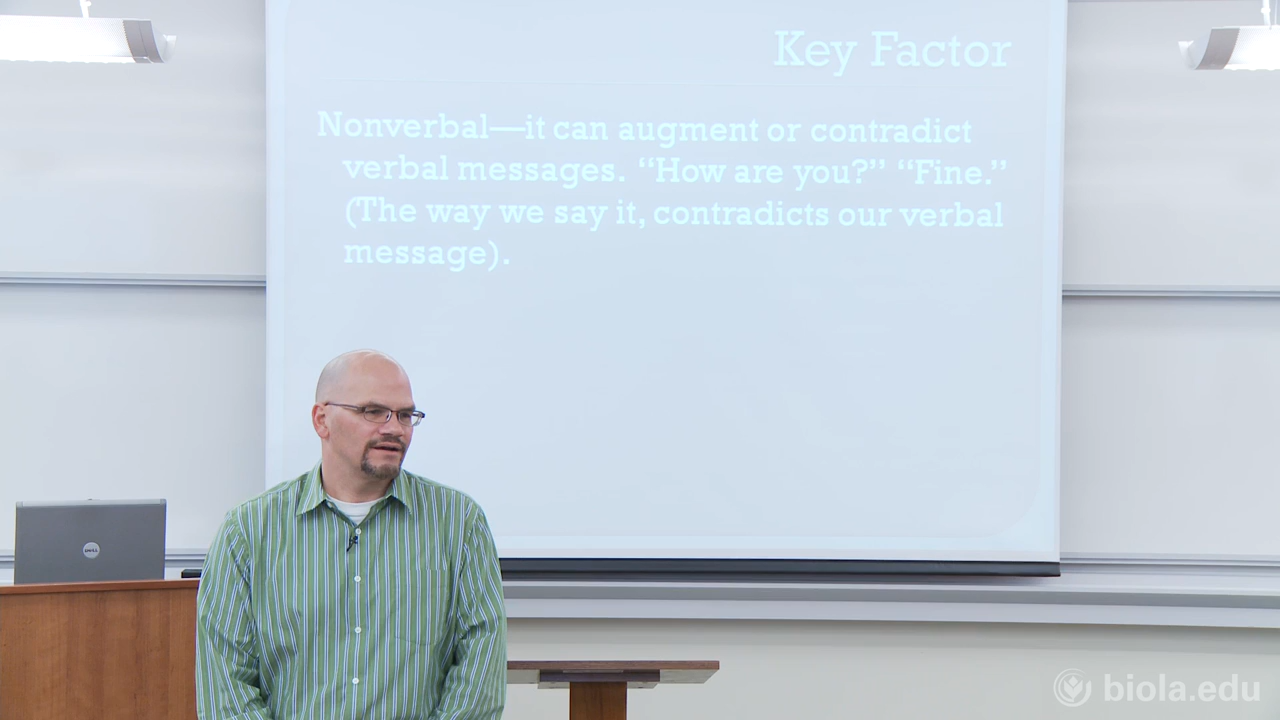 Key Factor
Nonverbal—it can augment or contradict
verbal messages. “How are you?” “Fine.”
(The way we say it, contradicts our verbal
message).
DELL
biola.edu